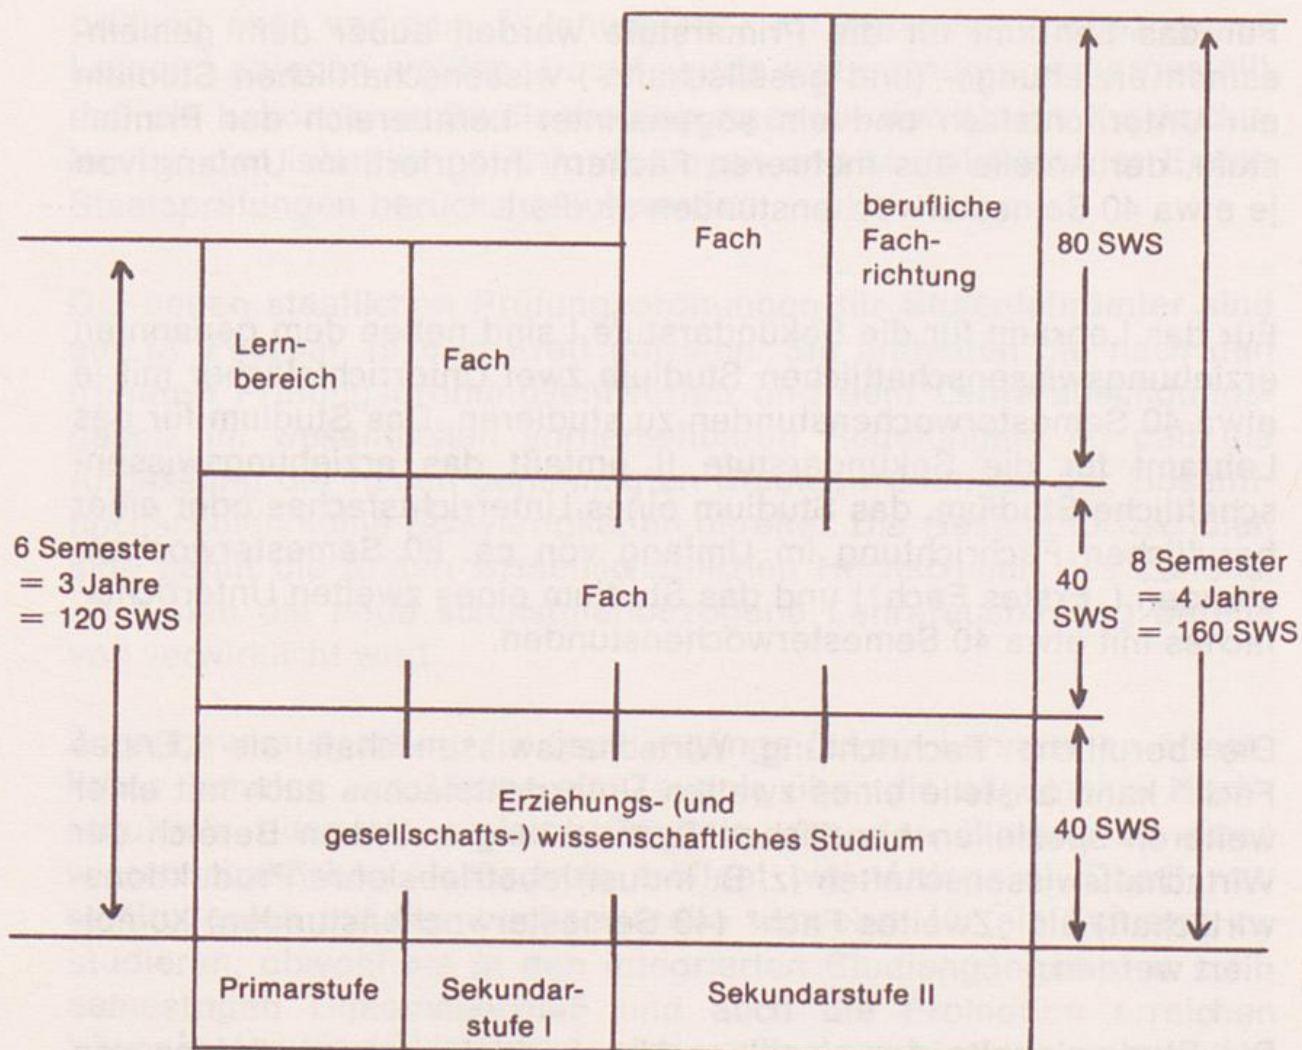 Fach
berufliche
Fach-
richtung
80 SWS
Lern-
bereich
Fach
6 Semester
= 3 Jahre
= 120 SWS
Fach
40
SWS
8 Semester
= 4 Jahre
= 160 SWS
Erziehungs- (und
gesellschafts-) wissenschaftliches Studium
40 SWS
Primarstufe
Sekundar-
stufe I
Sekundarstufe II